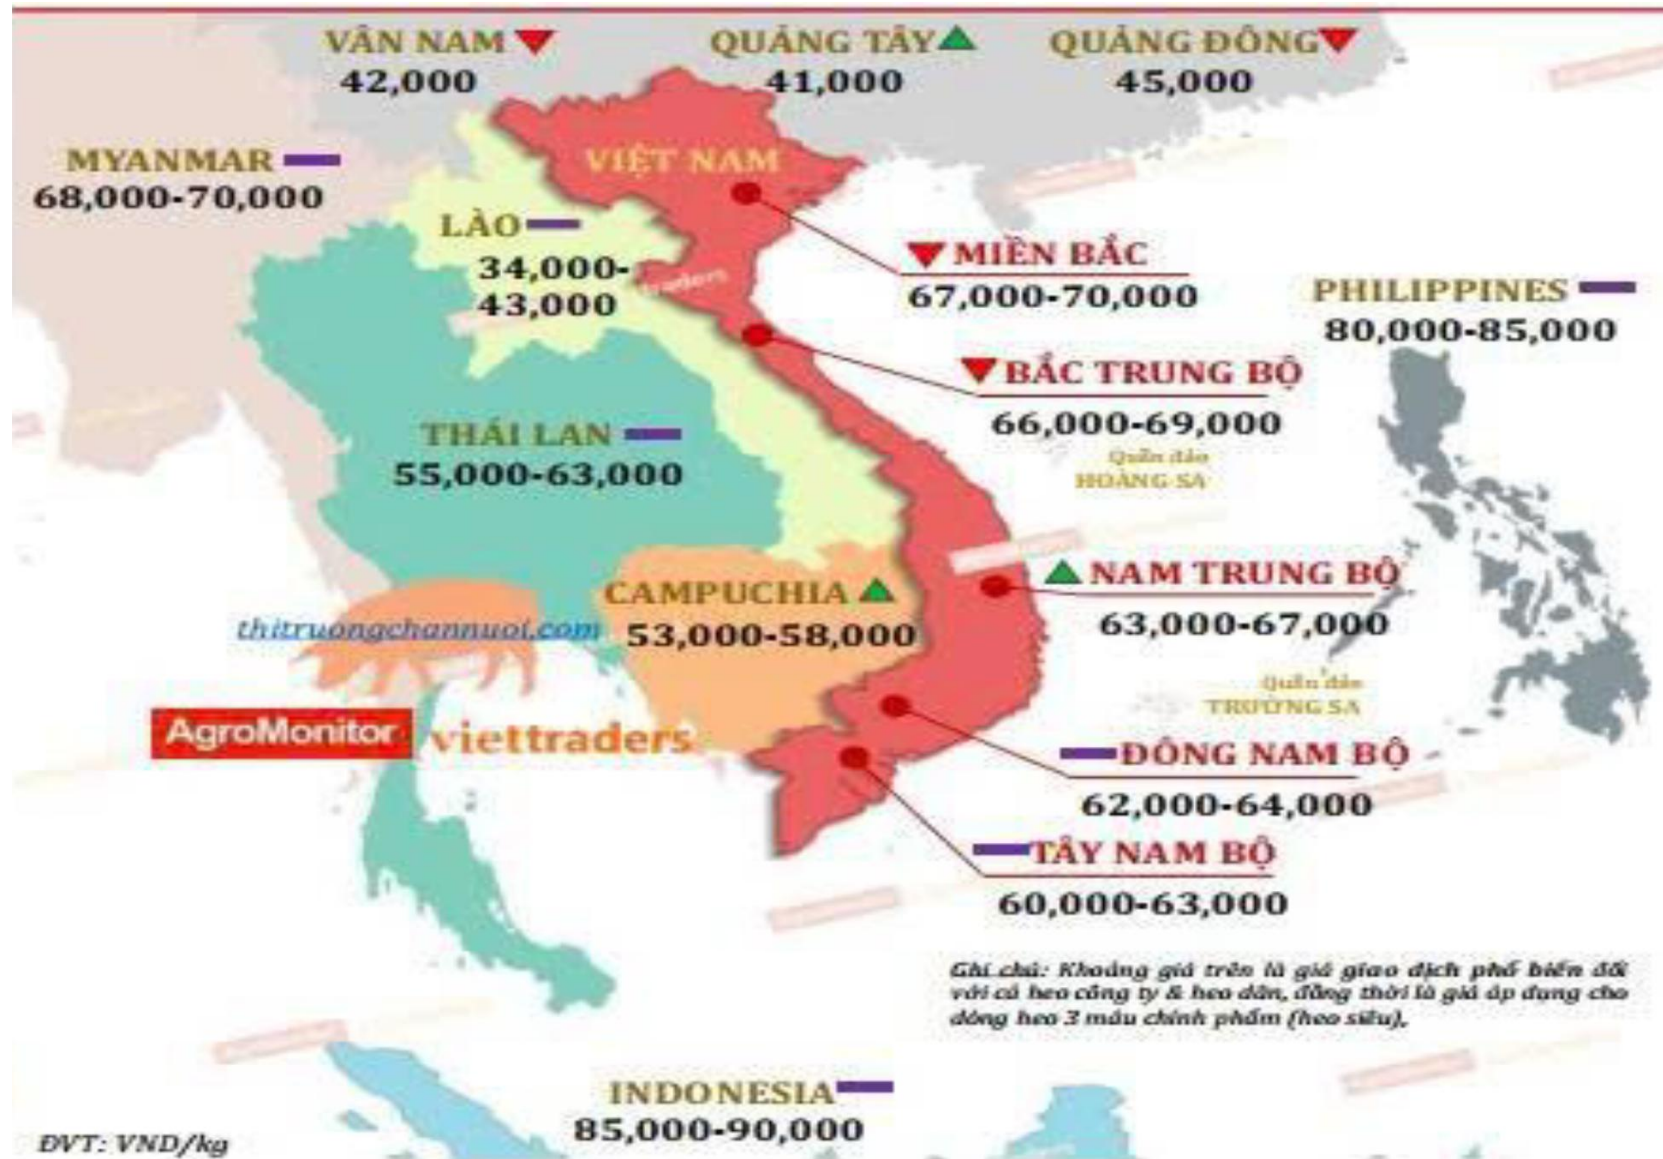 VÂN NAM
42,000
QUẢNG TÂY
41,000
QUẢNG ĐÔNG
45,000
MYANMAR
68,000-70,000
VIỆT NAM
LÀO
34,000-
43,000
traders
MIỀN BẮC
67,000-70,000
PHILIPPINES
80,000-85,000
BẮC TRUNG BỘ
66,000-69,000
Quần đảo
HOÀNG SA
THÁI LAN
55,000-63,000
NAM TRUNG BỘ
63,000-67,000
CAMPUCHIA
53,000-58,000
thitruongchannuoi.com
Quần đảo
TRƯỜNG SA
AgroMonitor
viettraders
ĐÔNG NAM BỘ
62,000-64,000
TÂY NAM BỘ
60,000-63,000
Ghi chú: Khoảng giá trên là giá giao dịch phổ biến đối
với cả heo công ty & heo dân, đồng thời là giá áp dụng cho
dòng heo 3 máu chính phẩm (heo siêu),
INDONESIA
85,000-90,000
ĐVT: VND/kg